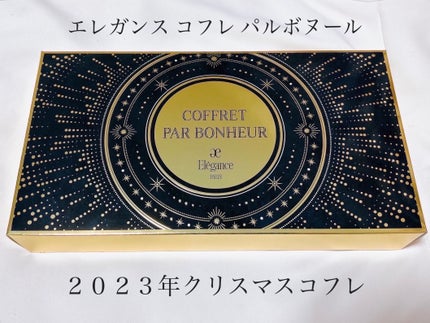 エレガンス コフレ パルボヌール
COFFRET
PAR BONHEUR
æ
Elégance
PARIS
2023年クリスマスコフレ